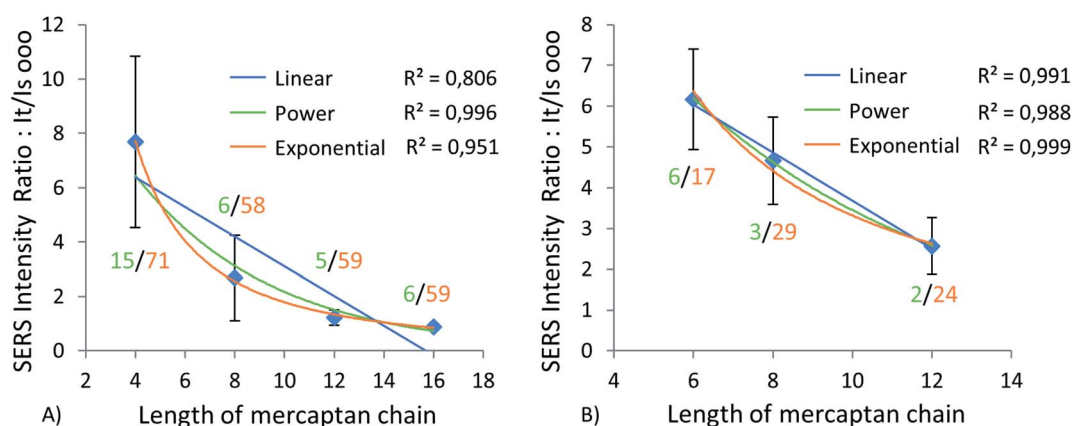 SERS Intensity Ratio : It/Is ooo
12
10
8
6
4
2
0
Linear R² = 0,806
Power R² = 0,996
Exponential R² = 0,951
15/71
6/58
5/59
6/59
2 4 6 8 10 12 14 16 18
A) Length of mercaptan chain
SERS Intensity Ratio : It/Is ooo
8
7
6
5
4
3
2
1
0
Linear R² = 0,991
Power R² = 0,988
Exponential R² = 0,999
6/17
3/29
2/24
4 6 8 10 12 14
B) Length of mercaptan chain